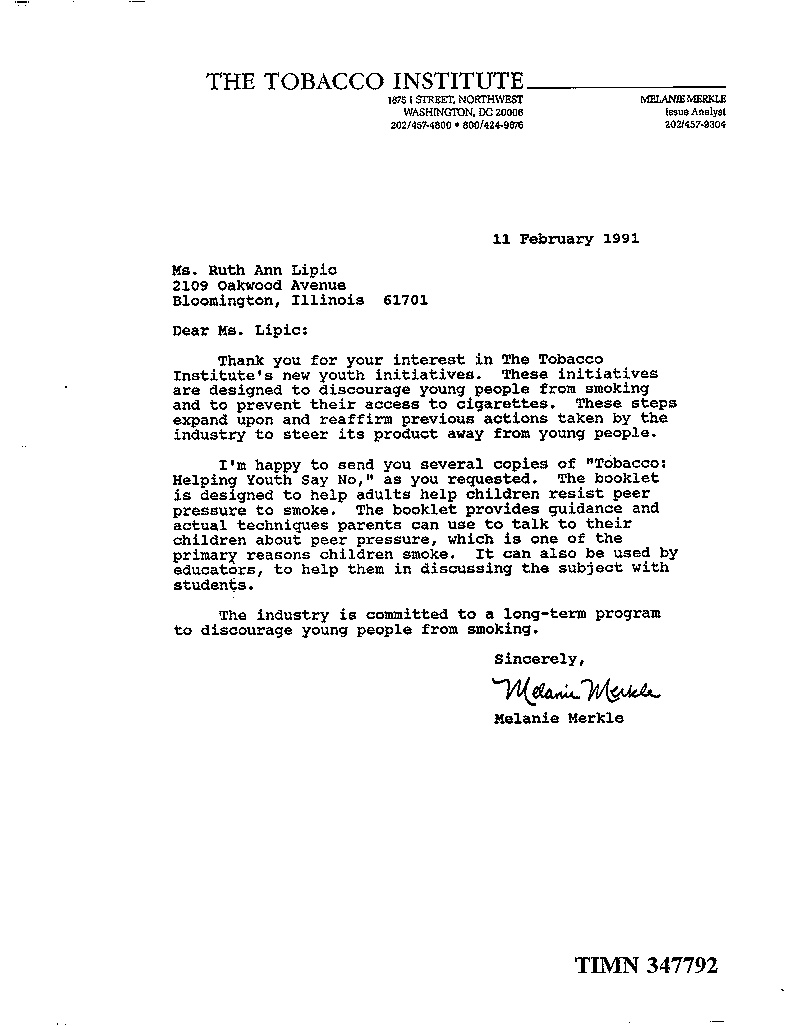 THE TOBACCO INSTITUTE
1875 I STREET, NORTHWEST
WASHINGTON, DC 20006
202/457-4800 • 800/424-9876
MELANIE MERKLE
Issue Analyst
202/457-9304
11 February 1991
Ms. Ruth Ann Lipic
2109 Oakwood Avenue
Bloomington, Illinois 61701
Dear Ms. Lipic:
Thank you for your interest in The Tobacco
Institute's new youth initiatives. These initiatives
are designed to discourage young people from smoking
and to prevent their access to cigarettes. These steps
expand upon and reaffirm previous actions taken by the
industry to steer its product away from young people.
I'm happy to send you several copies of "Tobacco:
Helping Youth Say No," as you requested. The booklet
is designed to help adults help children resist peer
pressure to smoke. The booklet provides guidance and
actual techniques parents can use to talk to their
children about peer pressure, which is one of the
primary reasons children smoke. It can also be used by
educators, to help them in discussing the subject with
students.
The industry is committed to a long-term program
to discourage young people from smoking.
Sincerely,
Melanie Merkle
Melanie Merkle
TIMN 347792